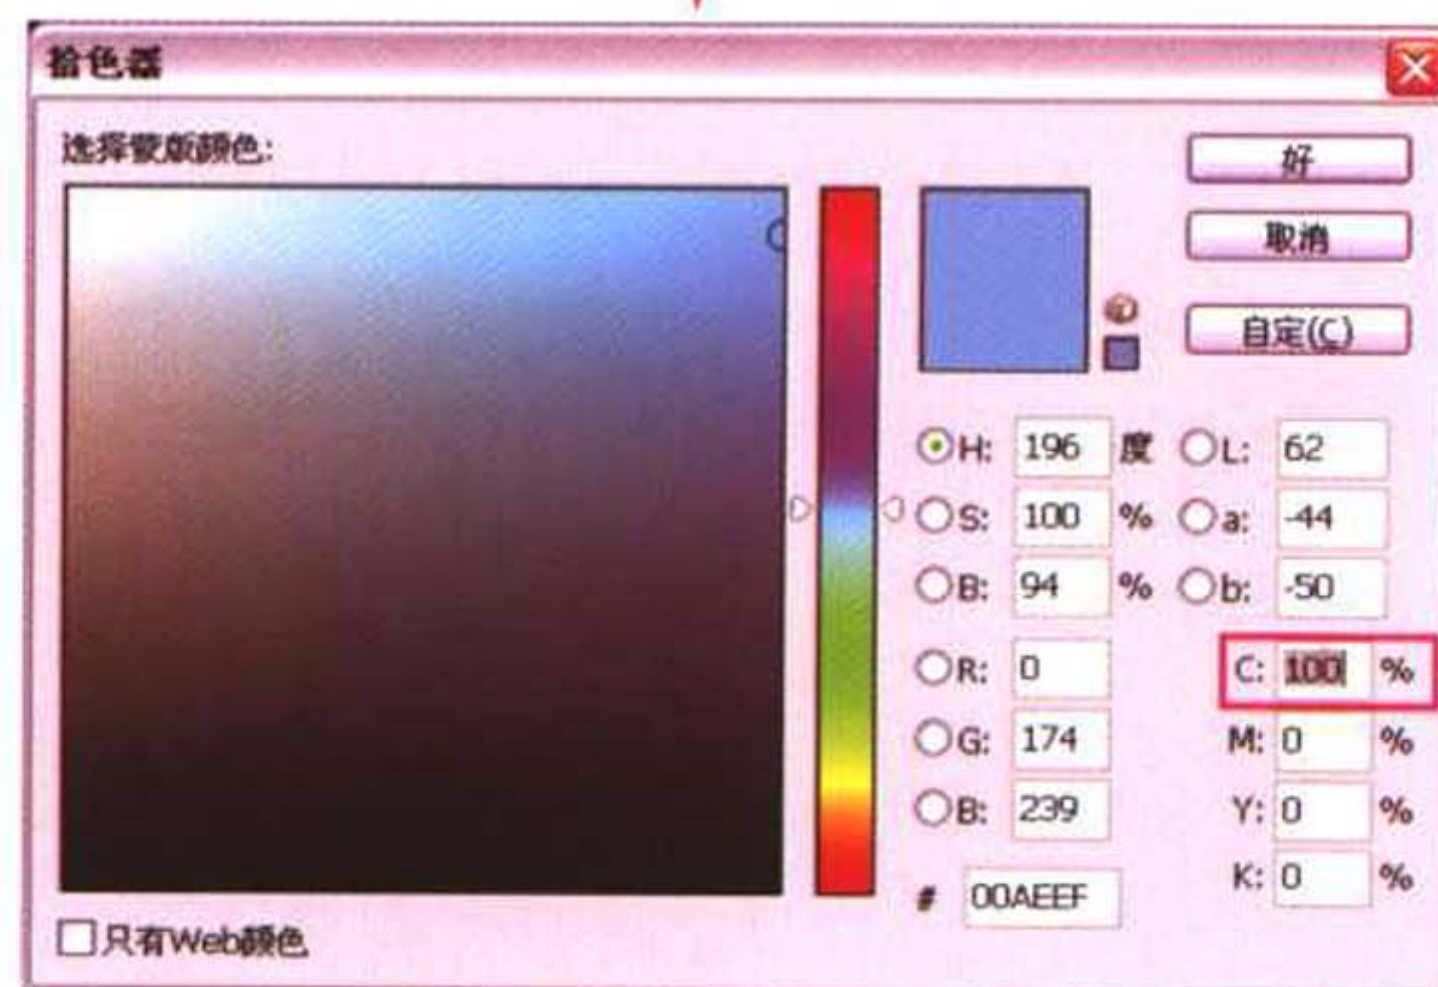 拾色器
选择蒙版颜色:
好
取消
自定(C)
H: 196 度
S: 100 %
B: 94 %
R: 0
G: 174
B: 239
# 00AEEF
L: 62
a: -44
b: -50
C: 100 %
M: 0 %
Y: 0 %
K: 0 %
只有Web颜色